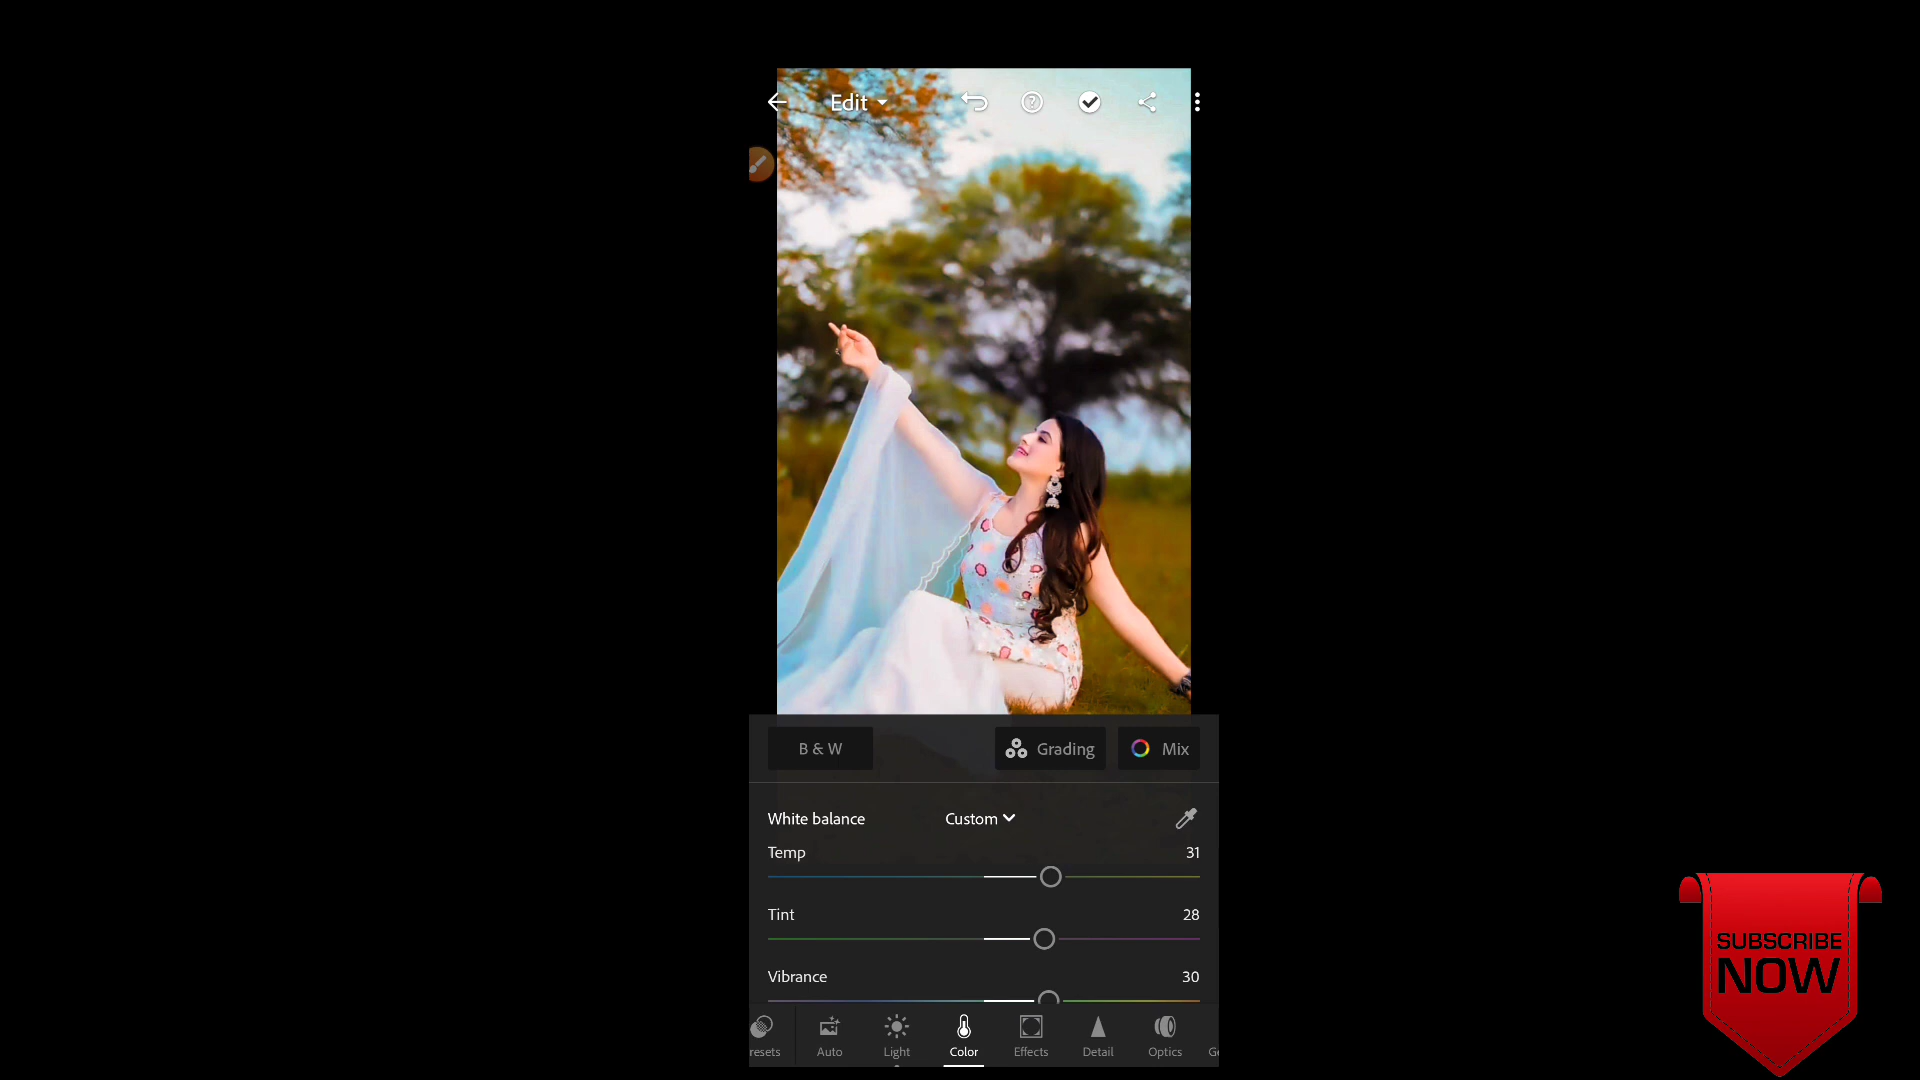 Edit
B & W
Grading
Mix
White balance
Custom
Temp
31
Tint
28
Vibrance
30
resets
Auto
Light
Color
Effects
Detail
Optics
Ge
SUBSCRIBE
NOW